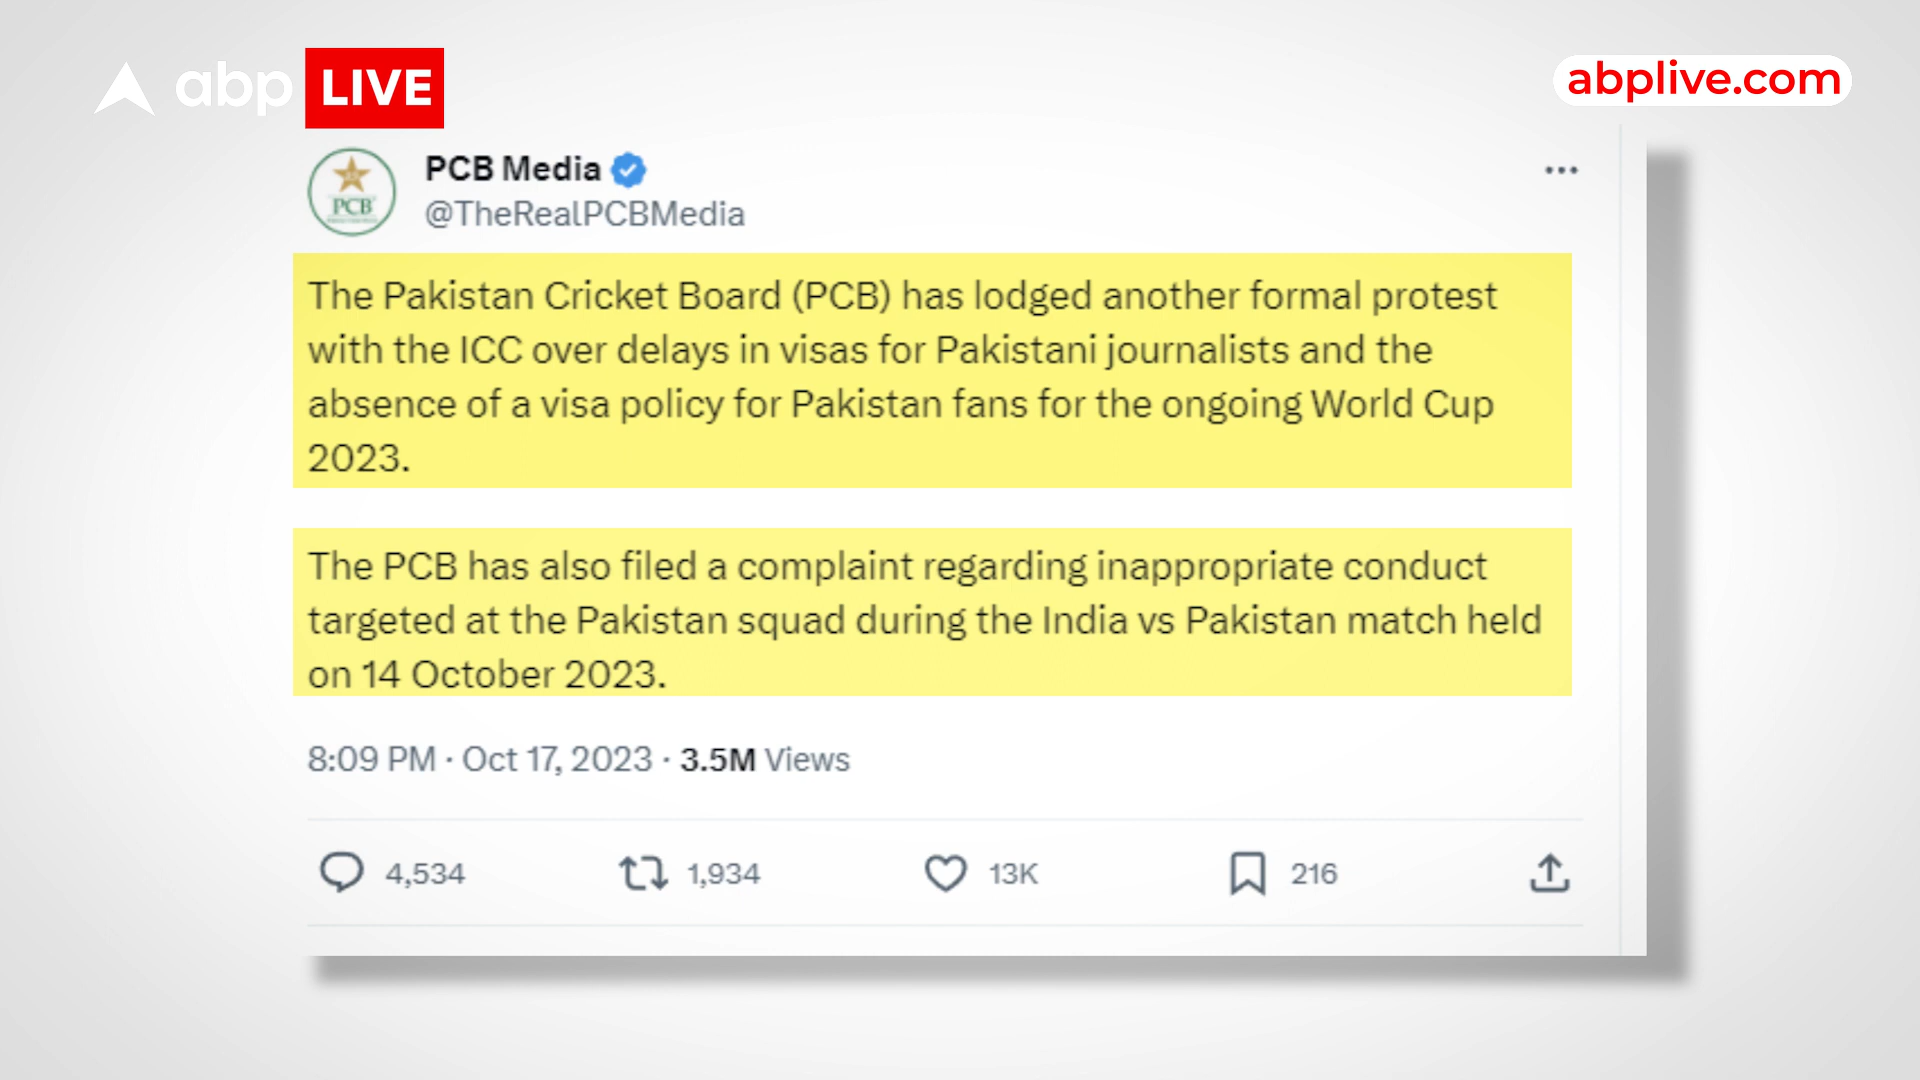 abp LIVE
abplive.com
PCB
PCB Media
@TheRealPCBMedia
The Pakistan Cricket Board (PCB) has lodged another formal protest
with the ICC over delays in visas for Pakistani journalists and the
absence of a visa policy for Pakistan fans for the ongoing World Cup
2023.
The PCB has also filed a complaint regarding inappropriate conduct
targeted at the Pakistan squad during the India vs Pakistan match held
on 14 October 2023.
8:09 PM · Oct 17, 2023 · 3.5M Views
4,534 1,934 13K 216